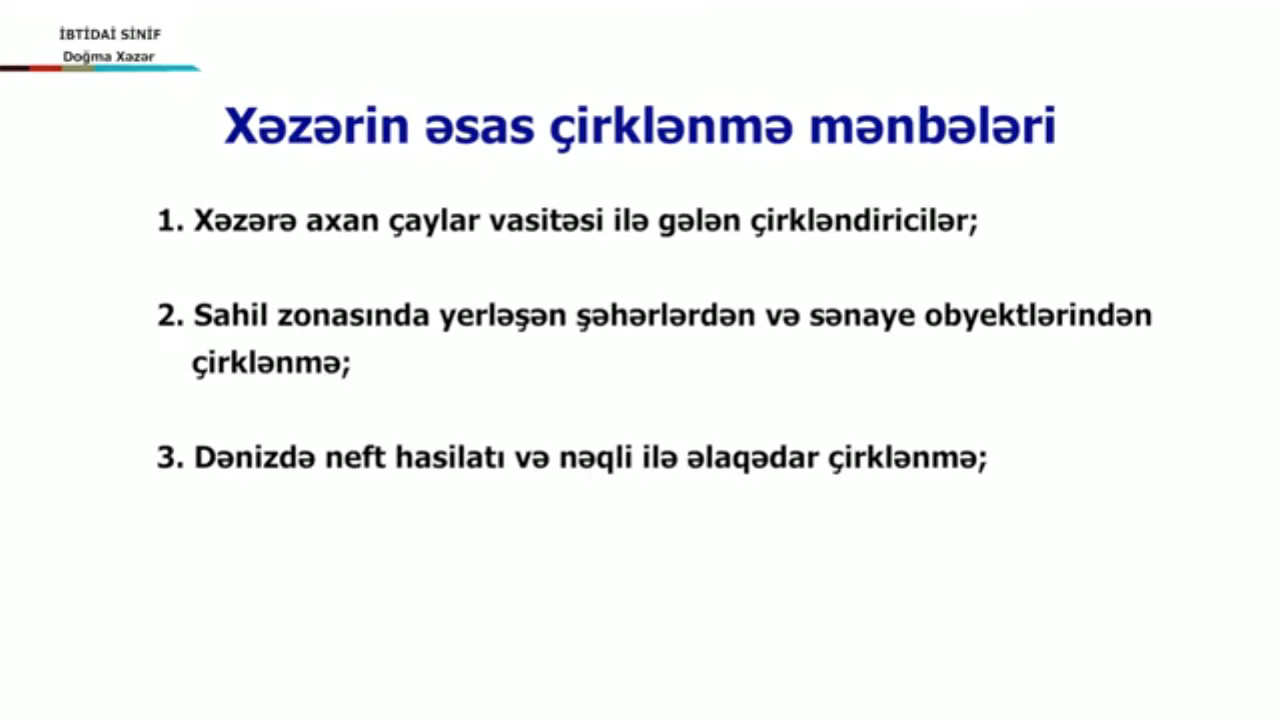 İBTİDAİ SİNİF
Doğma Xəzər
Xəzərin əsas çirklənmə mənbələri
1. Xəzərə axan çaylar vasitəsi ilə gələn çirkləndiricilər;
2. Sahil zonasında yerləşən şəhərlərdən və sənaye obyektlərindən
çirklənmə;
3. Dənizdə neft hasilatı və nəqli ilə əlaqədar çirklənmə;